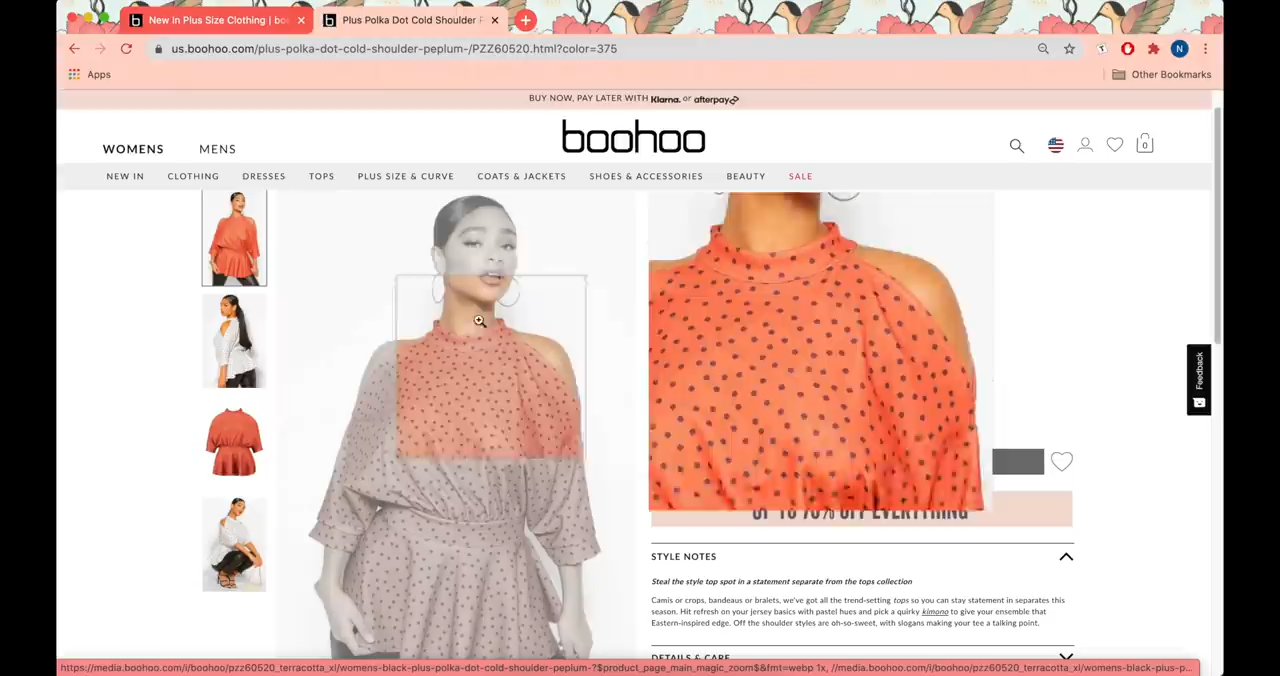 New In Plus Size Clothing | bo
Plus Polka Dot Cold Shoulder
us.boohoo.com/plus-polka-dot-cold-shoulder-peplum-/PZZ60520.html?color=375
N
Apps
Other Bookmarks
BUY NOW, PAY LATER WITH Klarna. or afterpay
WOMENS MENS
boohoo
0
NEW IN CLOTHING DRESSES TOPS PLUS SIZE & CURVE COATS & JACKETS SHOES & ACCESSORIES BEAUTY SALE
Feedback
UP TO 70% OFF EVERYTHING
STYLE NOTES
Steal the style top spot in a statement separate from the tops collection
Camis or crops, bandeaus or bralets, we've got all the trend-setting tops so you can stay statement in separates this
season. Hit refresh on your jersey basics with pastel hues and pick a quirky kimono to give your ensemble that
Eastern-inspired edge. Off the shoulder styles are oh-so-sweet, with slogans making your tee a talking point.
DETAILS & CARE
https://media.boohoo.com/i/boohoo/pzz60520_terracotta_xl/womens-black-plus-polka-dot-cold-shoulder-peplum-?$product_page_main_magic_zoom$&fmt=webp 1x, //media.boohoo.com/i/boohoo/pzz60520_terracotta_xl/womens-black-plus-p...